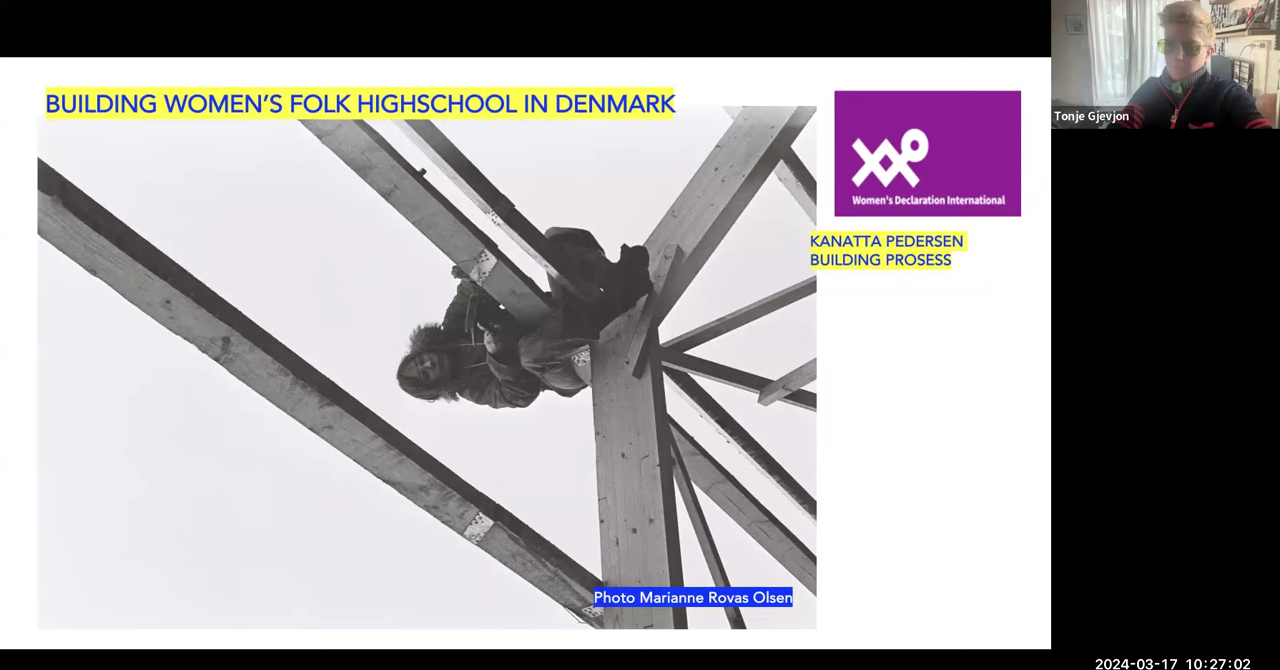 BUILDING WOMEN'S FOLK HIGHSCHOOL IN DENMARK
Women's Declaration International
KANATTA PEDERSEN
BUILDING PROSESS
Photo Marianne Rovas Olsen
Tonje Gjevjon
2024-03-17 10:27:02